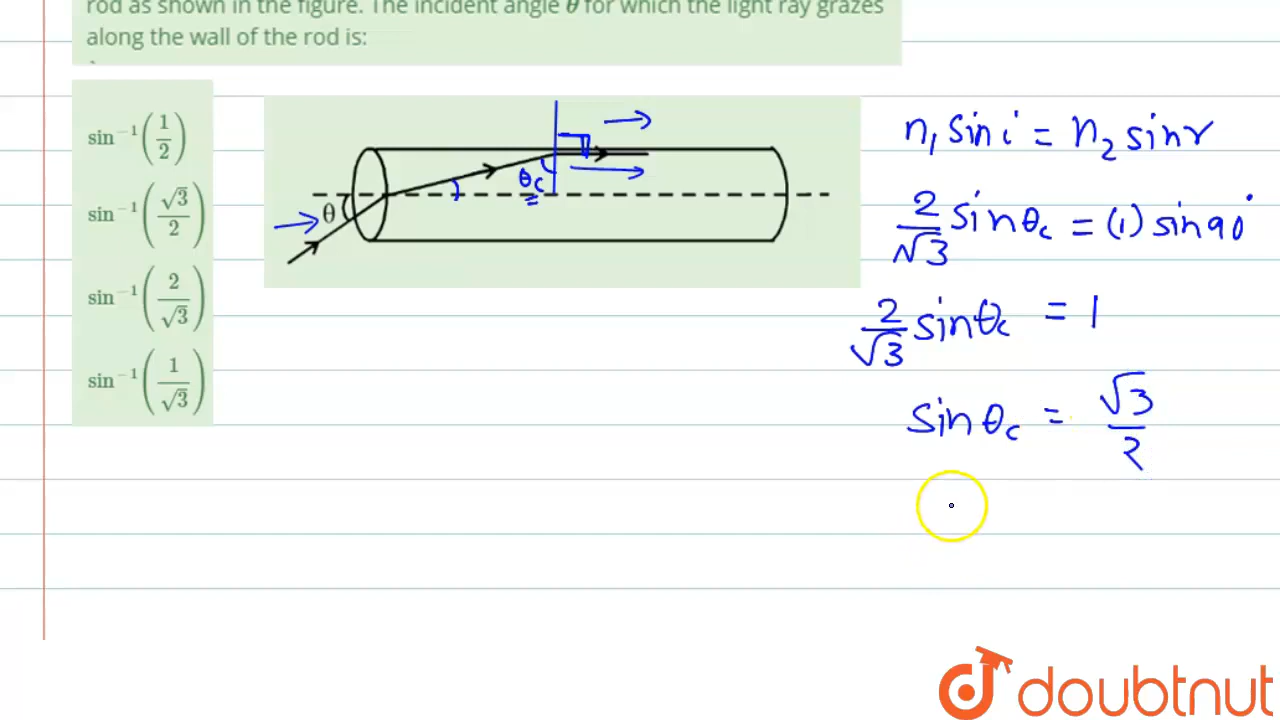 rod as shown in the figure. The incident angle θ for which the light ray grazes
along the wall of the rod is:
sin⁻¹(1/2)
sin⁻¹(√3/2)
sin⁻¹(2/√3)
sin⁻¹(1/√3)
θ
θc
n₁ sin i = n₂ sin r
2/√3 sin θc = (1) sin 90°
2/√3 sin θc = 1
sin θc = √3/2
doubtnut